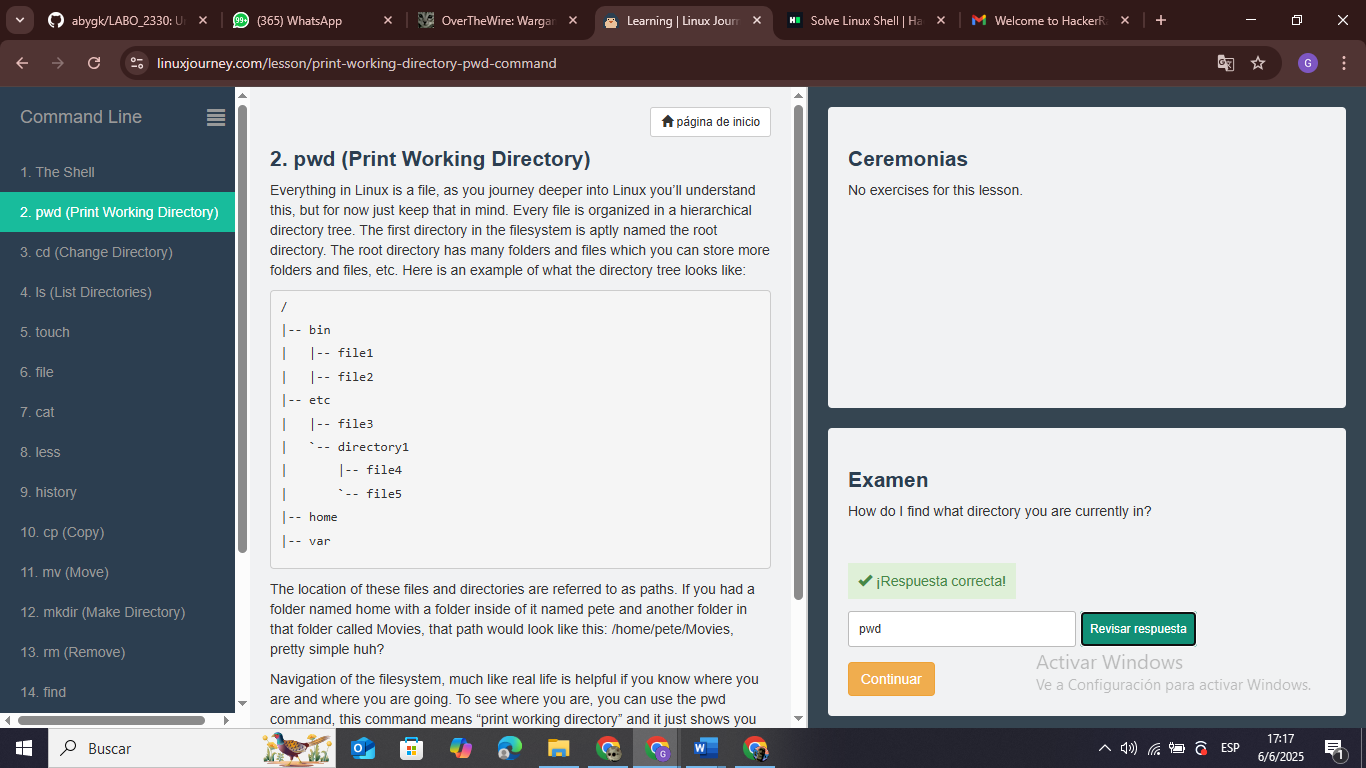 abygk/LABO_2330: U
(365) WhatsApp
OverTheWire: Wargar
Learning | Linux Journ
Solve Linux Shell | Ha
Welcome to HackerR
linuxjourney.com/lesson/print-working-directory-pwd-command
G
Command Line
1. The Shell
2. pwd (Print Working Directory)
3. cd (Change Directory)
4. ls (List Directories)
5. touch
6. file
7. cat
8. less
9. history
10. cp (Copy)
11. mv (Move)
12. mkdir (Make Directory)
13. rm (Remove)
14. find
página de inicio
2. pwd (Print Working Directory)
Everything in Linux is a file, as you journey deeper into Linux you’ll understand
this, but for now just keep that in mind. Every file is organized in a hierarchical
directory tree. The first directory in the filesystem is aptly named the root
directory. The root directory has many folders and files which you can store more
folders and files, etc. Here is an example of what the directory tree looks like:
/
|-- bin
|   |-- file1
|   |-- file2
|-- etc
|   |-- file3
|   `-- directory1
|       |-- file4
|       `-- file5
|-- home
|-- var
The location of these files and directories are referred to as paths. If you had a
folder named home with a folder inside of it named pete and another folder in
that folder called Movies, that path would look like this: /home/pete/Movies,
pretty simple huh?
Navigation of the filesystem, much like real life is helpful if you know where you
are and where you are going. To see where you are, you can use the pwd
command, this command means “print working directory” and it just shows you
Ceremonias
No exercises for this lesson.
Examen
How do I find what directory you are currently in?
¡Respuesta correcta!
pwd
Revisar respuesta
Continuar
Activar Windows
Ve a Configuración para activar Windows.
Buscar
ESP
17:17
6/6/2025
1